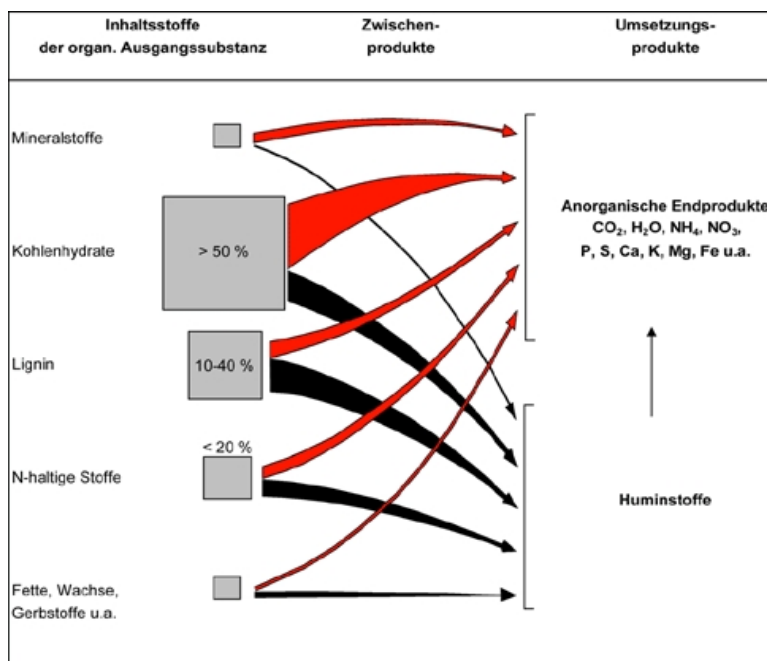 Inhaltsstoffe
der organ. Ausgangssubstanz
Zwischen-
produkte
Umsetzungs-
produkte
Mineralstoffe
Kohlenhydrate
> 50 %
Lignin
10-40 %
< 20 %
N-haltige Stoffe
Fette, Wachse,
Gerbstoffe u.a.
Anorganische Endprodukte
CO₂, H₂O, NH₄, NO₃,
P, S, Ca, K, Mg, Fe u.a.
Huminstoffe